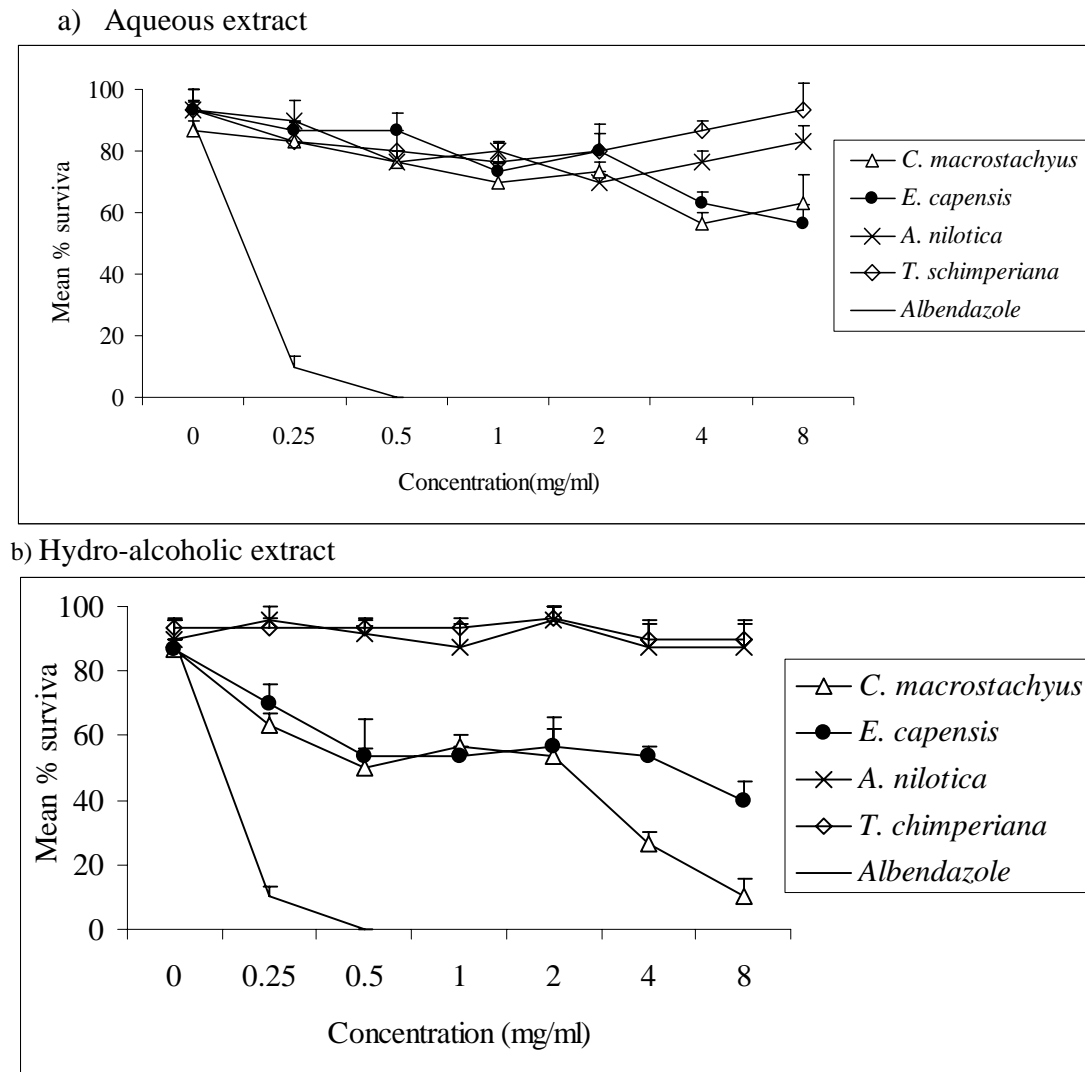 a) Aqueous extract
100
80
60
40
20
0
Mean % surviva
0 0.25 0.5 1 2 4 8
Concentration(mg/ml)
C. macrostachyus
E. capensis
A. nilotica
T. schimperiana
Albendazole
b) Hydro-alcoholic extract
100
80
60
40
20
0
Mean % surviva
0 0.25 0.5 1 2 4 8
Concentration (mg/ml)
C. macrostachyus
E. capensis
A. nilotica
T. chimperiana
Albendazole